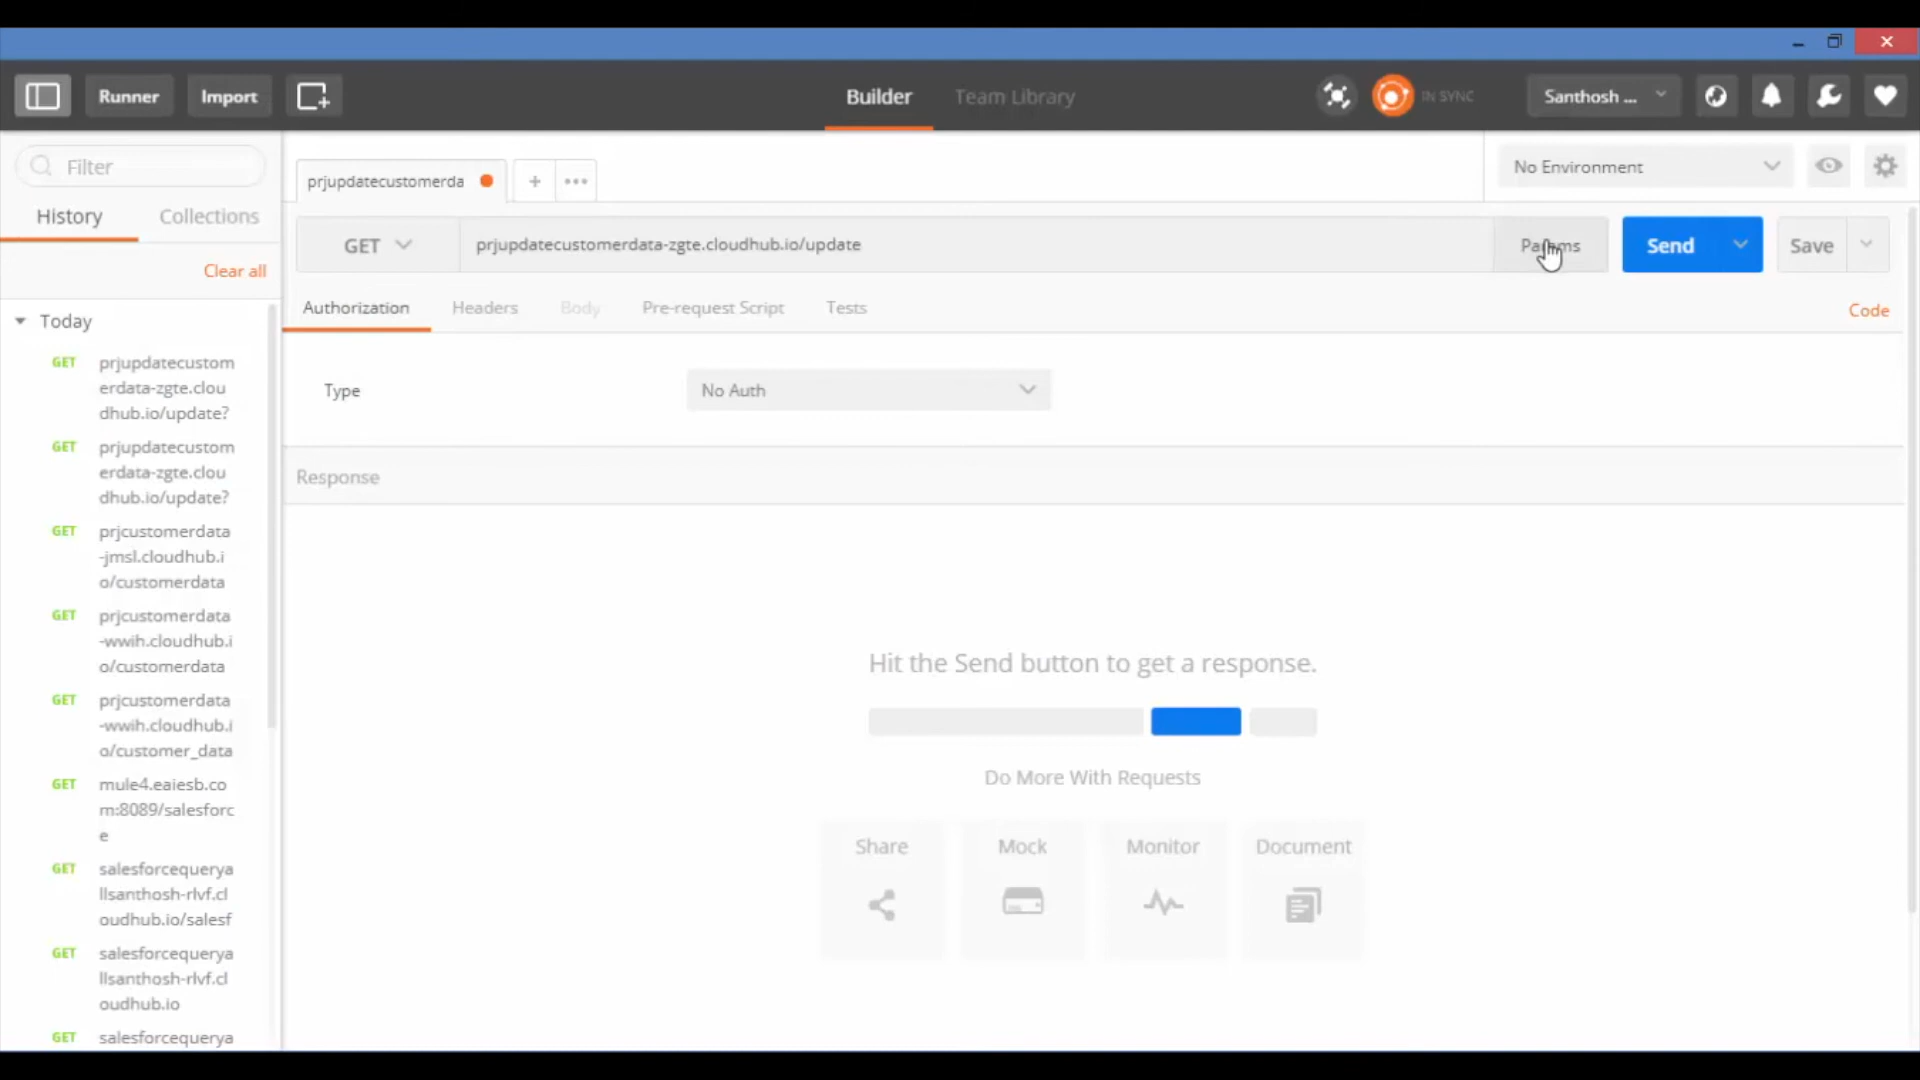 Runner
Import
Builder
Team Library
IN SYNC
Santhosh ...
Filter
prjupdatecustomerda
No Environment
History
Collections
GET
prjupdatecustomerdata-zgte.cloudhub.io/update
Params
Send
Save
Clear all
Authorization
Headers
Body
Pre-request Script
Tests
Code
Today
GET
prjupdatecustom
erdata-zgte.clou
dhub.io/update?
Type
No Auth
GET
prjupdatecustom
erdata-zgte.clou
dhub.io/update?
Response
GET
prjcustomerdata
-jmsl.cloudhub.i
o/customerdata
GET
prjcustomerdata
-wwih.cloudhub.i
o/customerdata
Hit the Send button to get a response.
GET
prjcustomerdata
-wwih.cloudhub.i
o/customer_data
Do More With Requests
GET
mule4.eaiesb.co
m:8089/salesforc
e
Share
Mock
Monitor
Document
GET
salesforcequerya
llsanthosh-rlvf.cl
oudhub.io/salesf
GET
salesforcequerya
llsanthosh-rlvf.cl
oudhub.io
GET
salesforcequerya